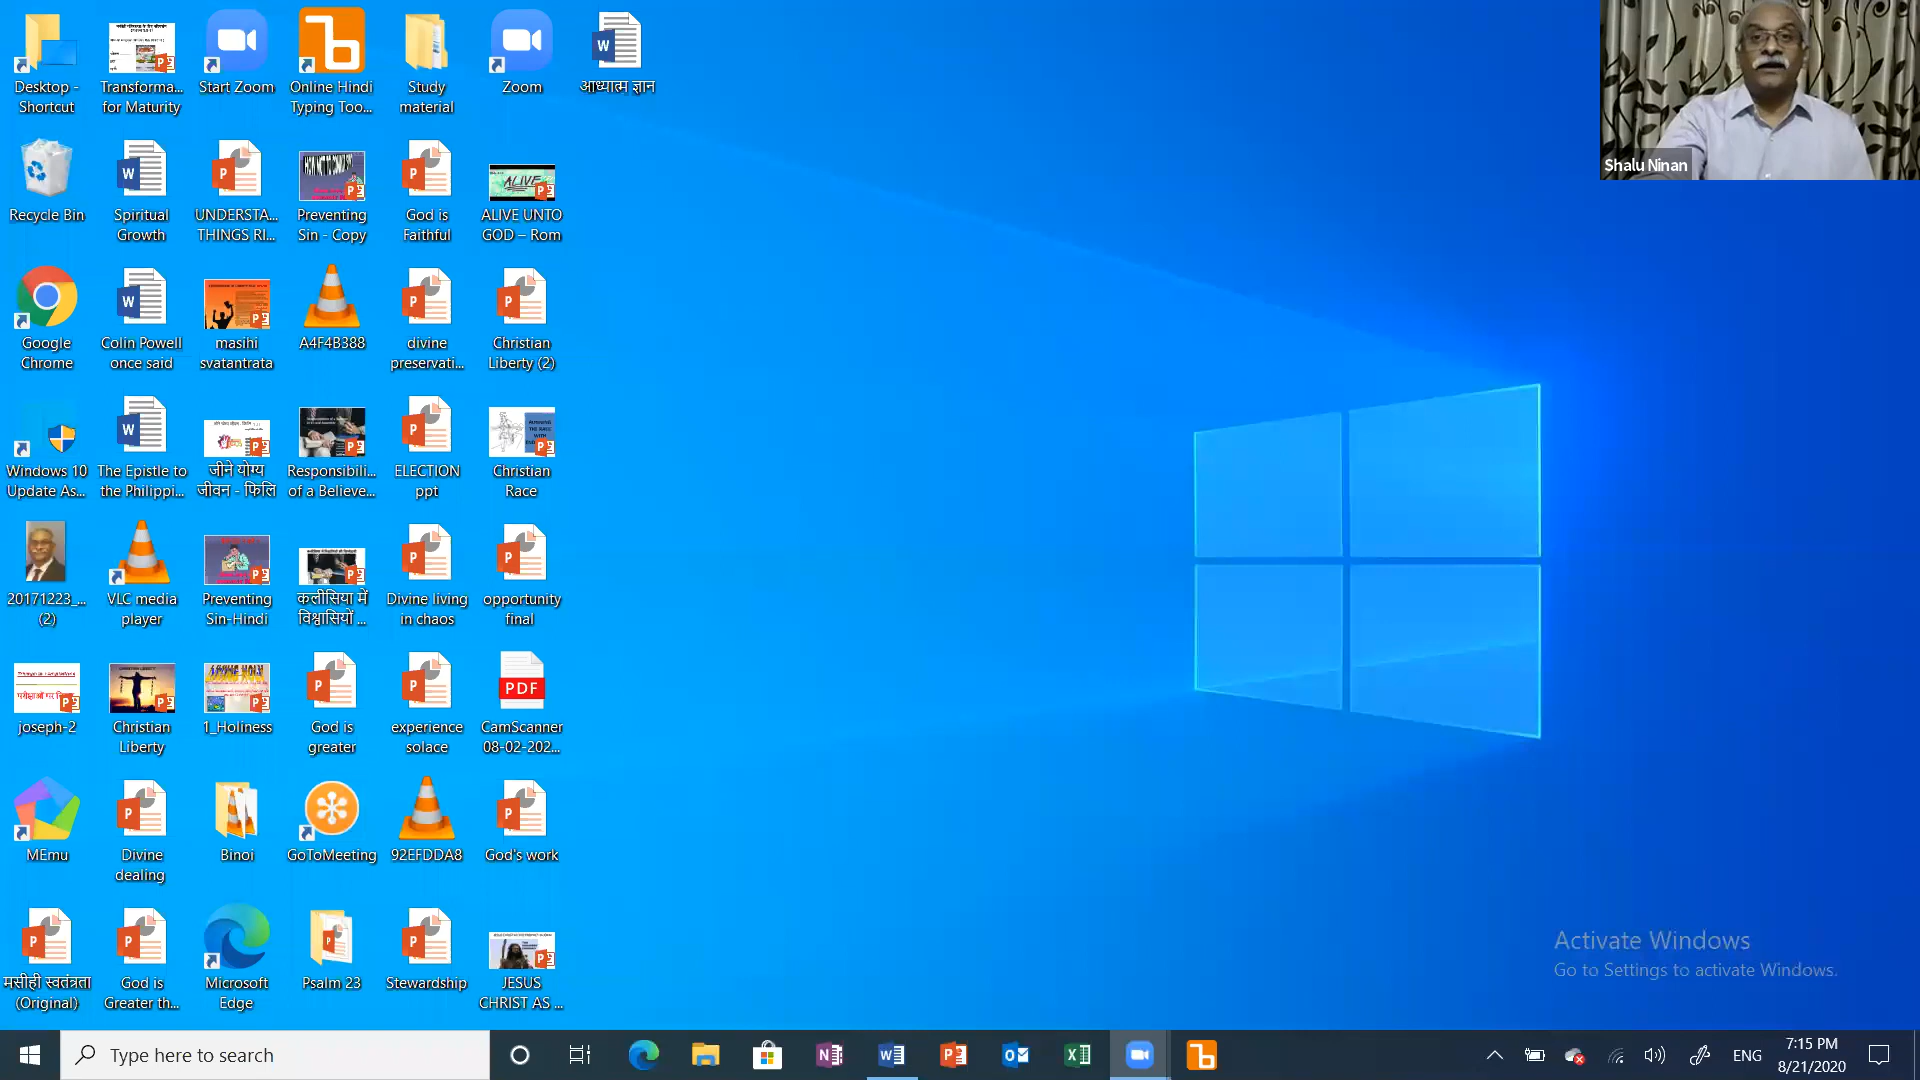 Desktop -
Shortcut
Transforma...
for Maturity
Start Zoom
Online Hindi
Typing Too...
Study
material
Zoom
आध्यात्म ज्ञान
Shalu Ninan
Recycle Bin
Spiritual
Growth
UNDERSTA...
THINGS RI...
Preventing
Sin - Copy
God is
Faithful
ALIVE
ALIVE UNTO
GOD – Rom
Google
Chrome
Colin Powell
once said
masihi
svatantrata
A4F4B388
divine
preservati...
Christian
Liberty (2)
Windows 10
Update As...
The Epistle to
the Philippi...
जीने योग्य
जीवन - फिलि
Responsibili...
of a Believe...
ELECTION
ppt
Christian
Race
20171223_...
(2)
VLC media
player
Preventing
Sin-Hindi
कलीसिया में
विश्वासियों ...
Divine living
in chaos
opportunity
final
joseph-2
Christian
Liberty
1_Holiness
God is
greater
experience
solace
PDF
CamScanner
08-02-202...
MEmu
Divine
dealing
Binoi
GoToMeeting
92EFDDA8
God's work
मसीही स्वतंत्रता
(Original)
God is
Greater th...
Microsoft
Edge
Psalm 23
Stewardship
JESUS
CHRIST AS ...
Activate Windows
Go to Settings to activate Windows.
Type here to search
ENG
7:15 PM
8/21/2020